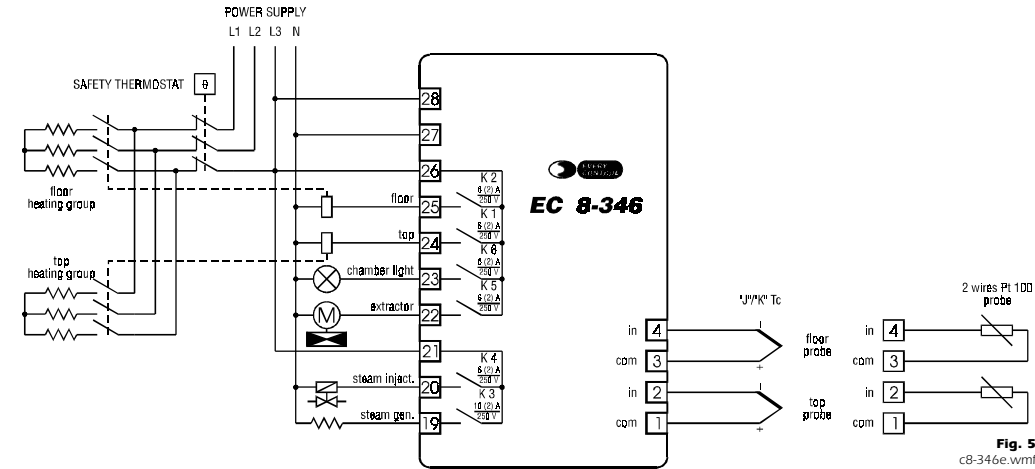 POWER SUPPLY
L1 L2 L3 N
SAFETY THERMOSTAT θ
floor
heating group
top
heating group
28
27
26
K 2
6 (2) A
250 V
floor
25
K 1
6 (2) A
250 V
top
24
K 6
6 (2) A
250 V
chamber light
23
K 5
6 (2) A
250 V
extractor
M
22
21
K 4
6 (2) A
250 V
steam inject.
20
K 3
10 (2) A
250 V
steam gen.
19
EVERY
CONTROL
EC 8-346
"J"/"K" Tc
in 4 -
com 3 +
floor
probe
in 2 -
com 1 +
top
probe
2 wires Pt 100
probe
in 4
com 3
in 2
com 1
Fig. 5
c8-346e.wmf